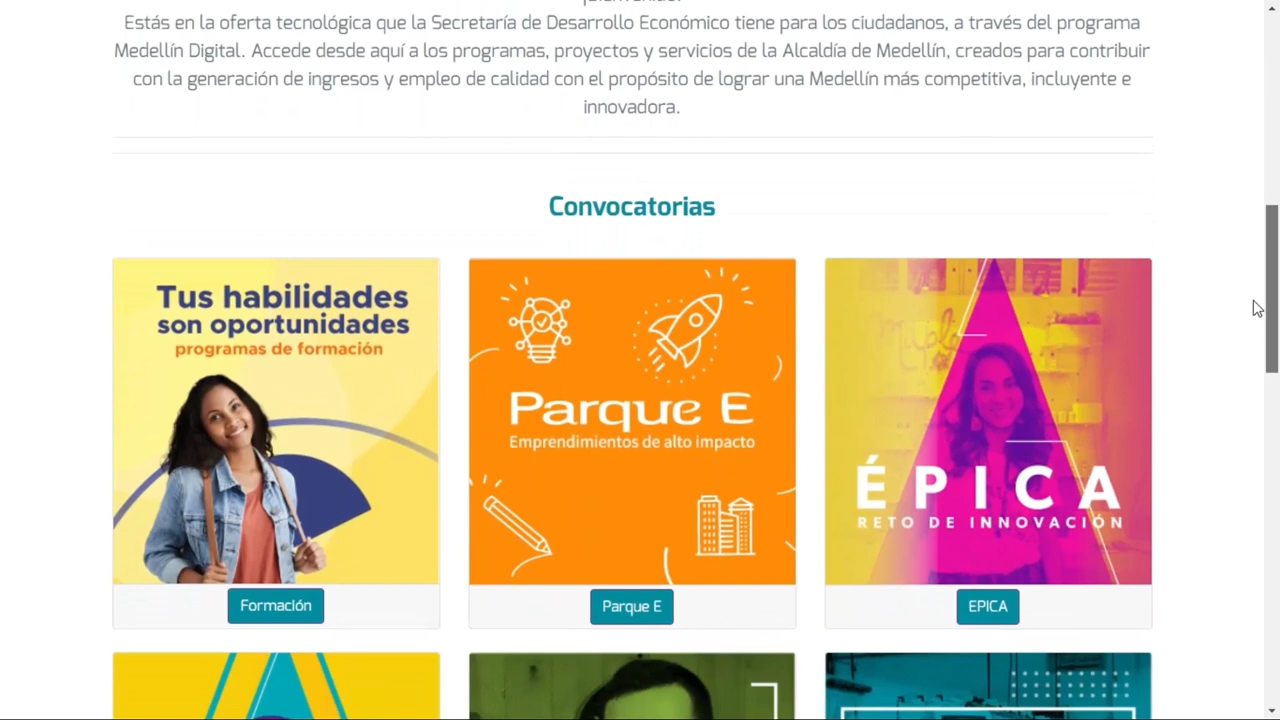 ¡Bienvenido!
Estás en la oferta tecnológica que la Secretaría de Desarrollo Económico tiene para los ciudadanos, a través del programa
Medellín Digital. Accede desde aquí a los programas, proyectos y servicios de la Alcaldía de Medellín, creados para contribuir
con la generación de ingresos y empleo de calidad con el propósito de lograr una Medellín más competitiva, incluyente e
innovadora.
Convocatorias
Tus habilidades
son oportunidades
programas de formación
Formación
Parque E
Emprendimientos de alto impacto
Parque E
ÉPICA
RETO DE INNOVACIÓN
EPICA